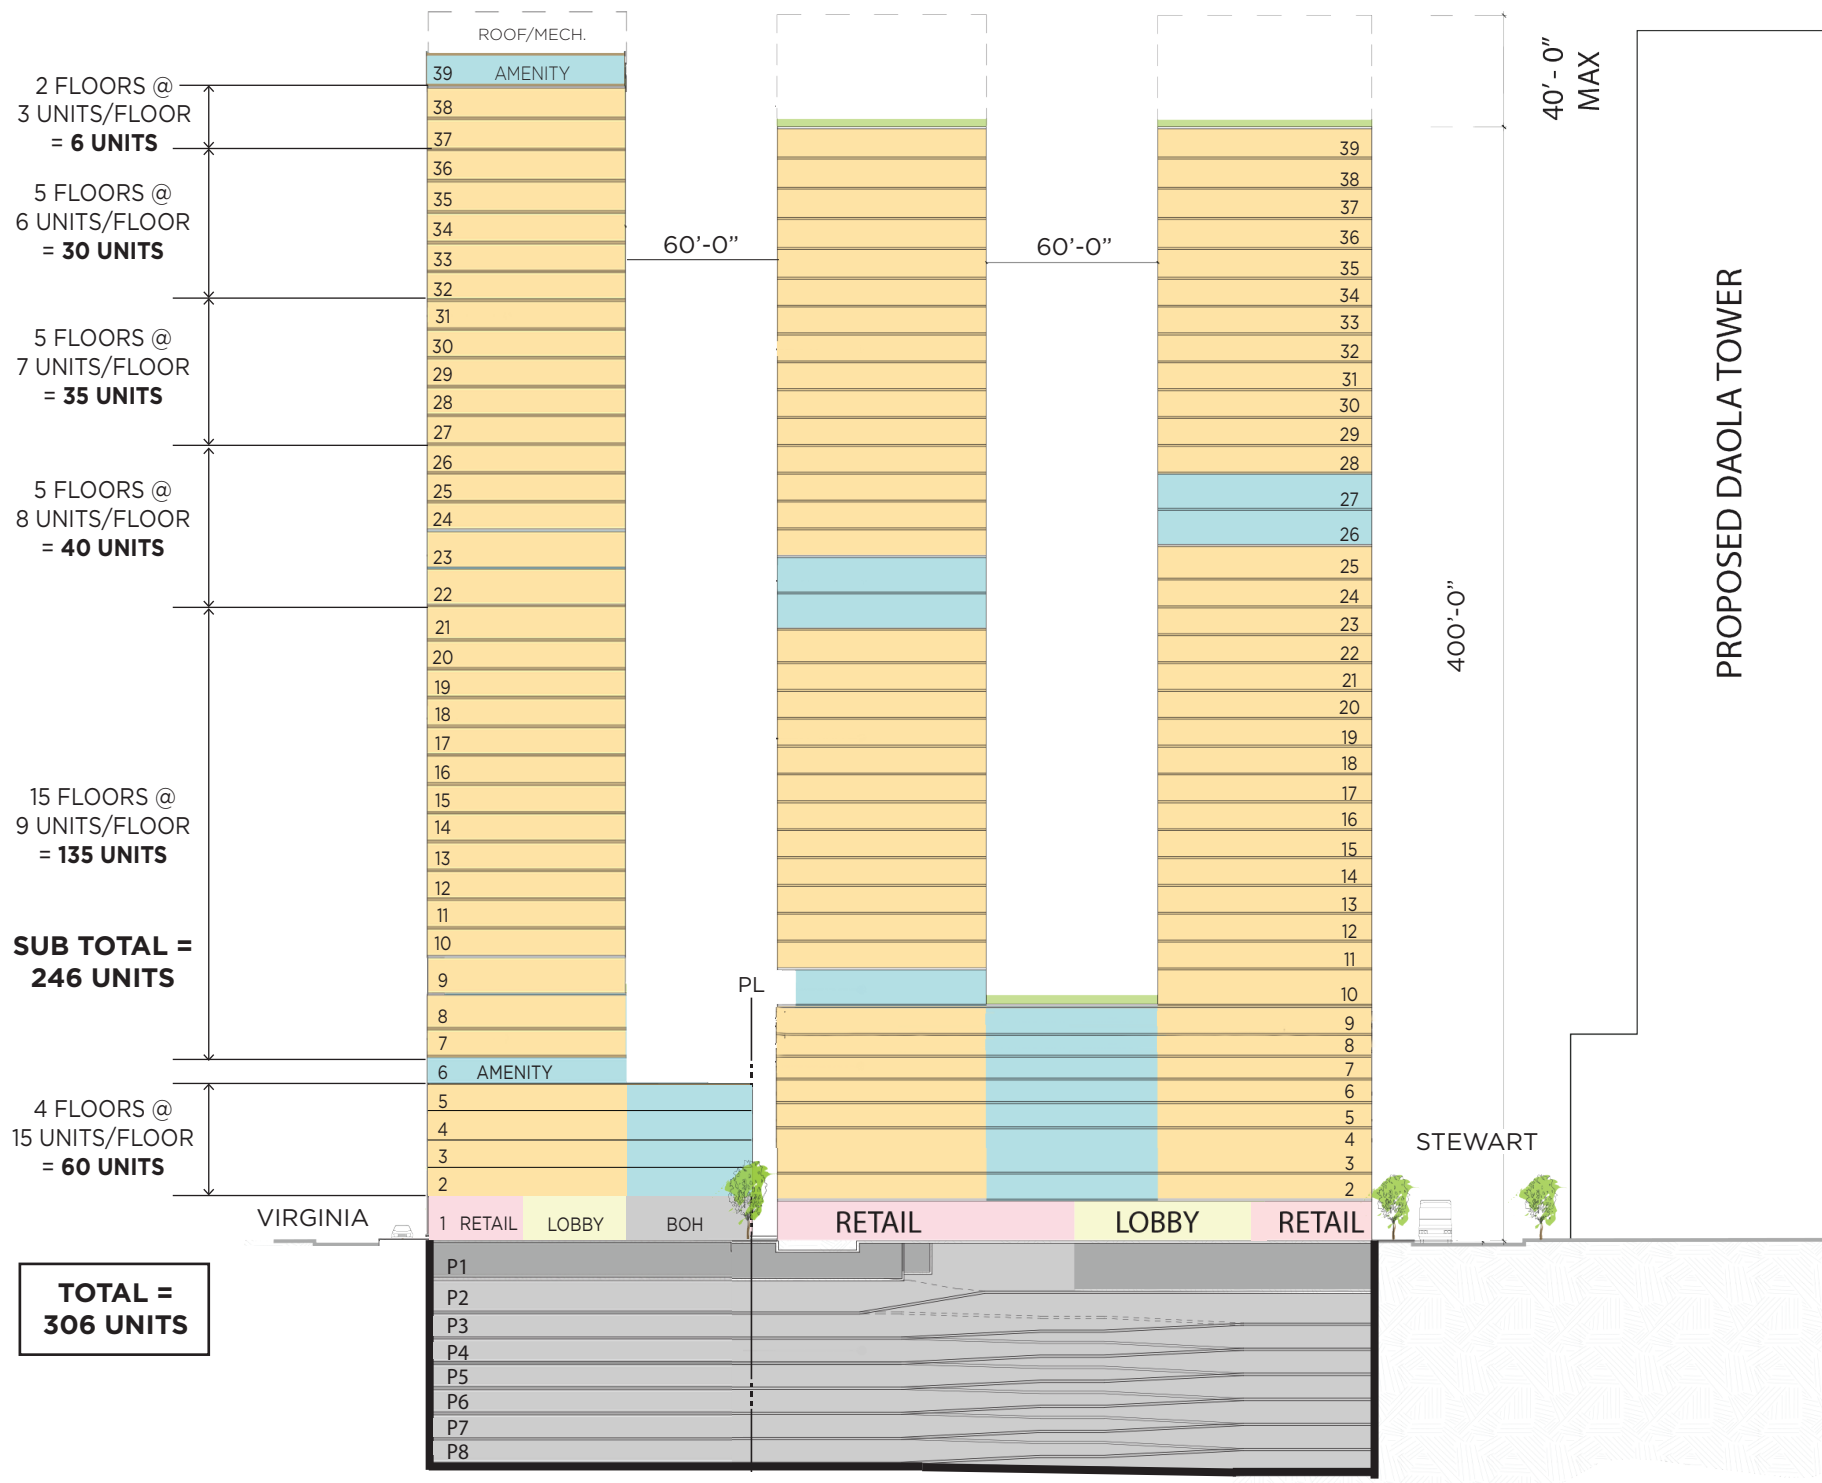 ROOF/MECH.
39 AMENITY
38
37
36
35
34
33
32
31
30
29
28
27
26
25
24
23
22
21
20
19
18
17
16
15
14
13
12
11
10
9
8
7
6 AMENITY
5
4
3
2
1 RETAIL LOBBY BOH
2 FLOORS @
3 UNITS/FLOOR
= 6 UNITS
5 FLOORS @
6 UNITS/FLOOR
= 30 UNITS
5 FLOORS @
7 UNITS/FLOOR
= 35 UNITS
5 FLOORS @
8 UNITS/FLOOR
= 40 UNITS
15 FLOORS @
9 UNITS/FLOOR
= 135 UNITS
SUB TOTAL =
246 UNITS
4 FLOORS @
15 UNITS/FLOOR
= 60 UNITS
VIRGINIA
TOTAL =
306 UNITS
60'-0”
60'-0”
PL
39
38
37
36
35
34
33
32
31
30
29
28
27
26
25
24
23
22
21
20
19
18
17
16
15
14
13
12
11
10
9
8
7
6
5
4
3
2
RETAIL LOBBY RETAIL
40'- 0”
MAX
400'-0”
STEWART
PROPOSED DAOLA TOWER
P1
P2
P3
P4
P5
P6
P7
P8